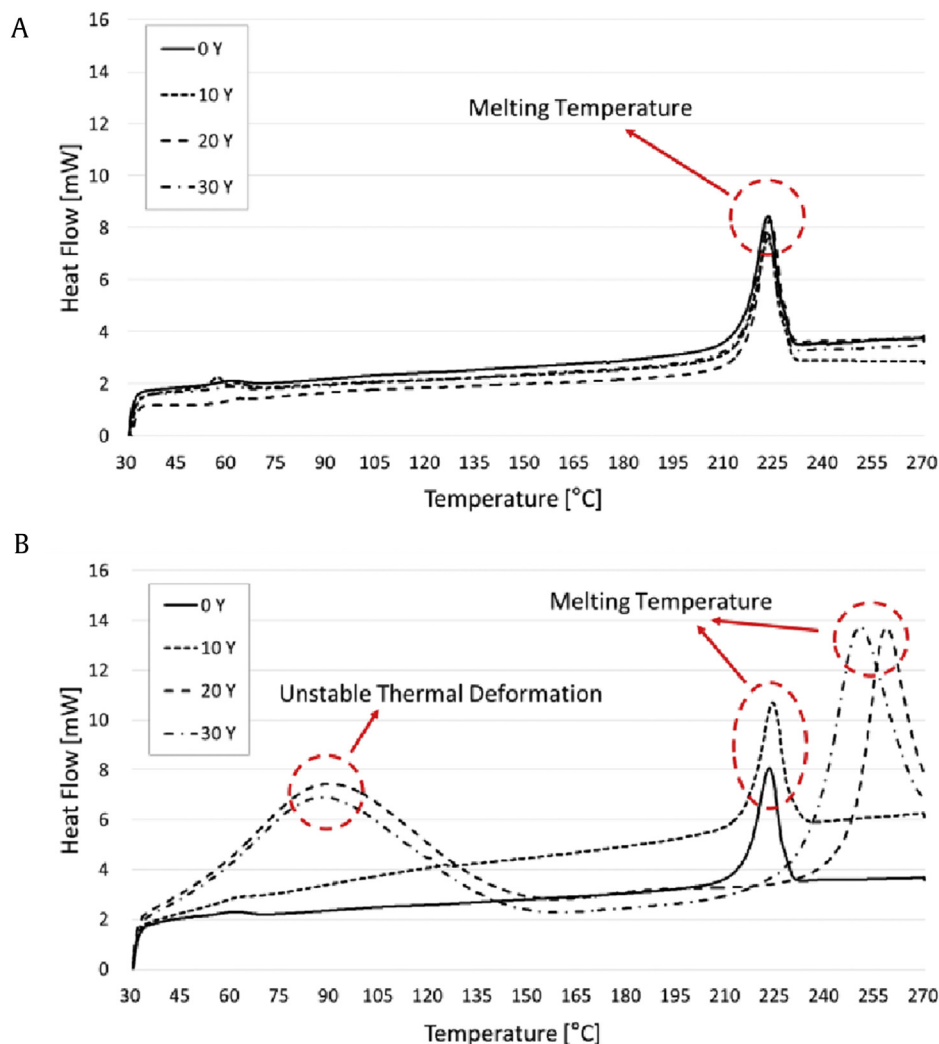 A
16
14
12
10
8
6
4
2
0
Heat Flow [mW]
0 Y
10 Y
20 Y
30 Y
Melting Temperature
30 45 60 75 90 105 120 135 150 165 180 195 210 225 240 255 270
Temperature [°C]
B
16
14
12
10
8
6
4
2
0
Heat Flow [mW]
0 Y
10 Y
20 Y
30 Y
Melting Temperature
Unstable Thermal Deformation
30 45 60 75 90 105 120 135 150 165 180 195 210 225 240 255 270
Temperature [°C]